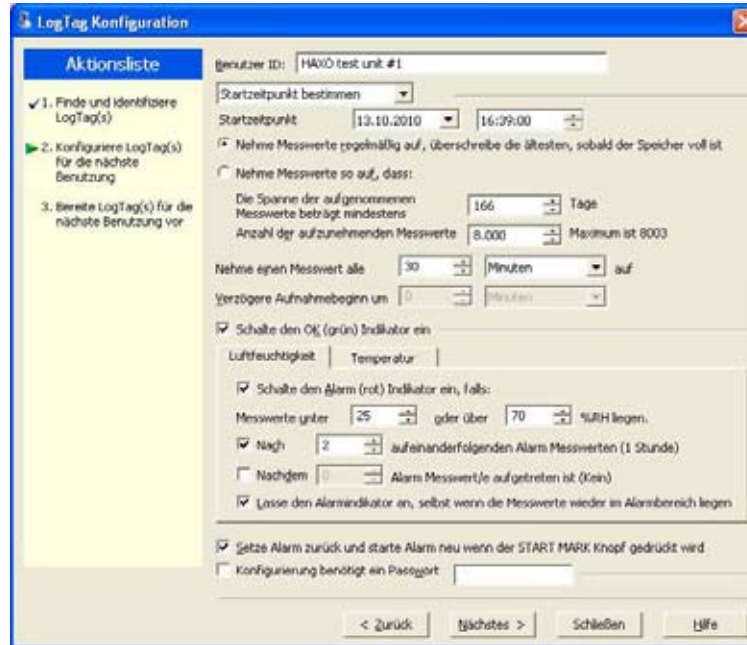 LogTag Konfiguration
Aktionsliste
1. Finde und identifiziere
LogTag(s)
2. Konfiguriere LogTag(s)
für die nächste
Benutzung
3. Bereite LogTag(s) für die
nächste Benutzung vor
Benutzer ID: HAXO test unit #1
Startzeitpunkt bestimmen
Startzeitpunkt 13.10.2010 16:39:00
Nehme Messwerte regelmäßig auf, überschreibe die ältesten, sobald der Speicher voll ist
Nehme Messwerte so auf, dass:
Die Spanne der aufgenommenen
Messwerte beträgt mindestens 166 Tage
Anzahl der aufzunehmenden Messwerte 8.000 Maximum ist 8003
Nehme einen Messwert alle 30 Minuten auf
Verzögere Aufnahmebeginn um 0 Minuten
Schalte den OK (grün) Indikator ein
Luftfeuchtigkeit Temperatur
Schalte den Alarm (rot) Indikator ein, falls:
Messwerte unter 25 oder über 70 %RH liegen.
Nach 2 aufeinanderfolgenden Alarm Messwerten (1 Stunde)
Nachdem 0 Alarm Messwert/e aufgetreten ist (Kein)
Lasse den Alarmindikator an, selbst wenn die Messwerte wieder im Alarmbereich liegen
Setze Alarm zurück und starte Alarm neu wenn der START MARK Knopf gedrückt wird
Konfigurierung benötigt ein Passwort
< Zurück Nächstes > Schließen Hilfe